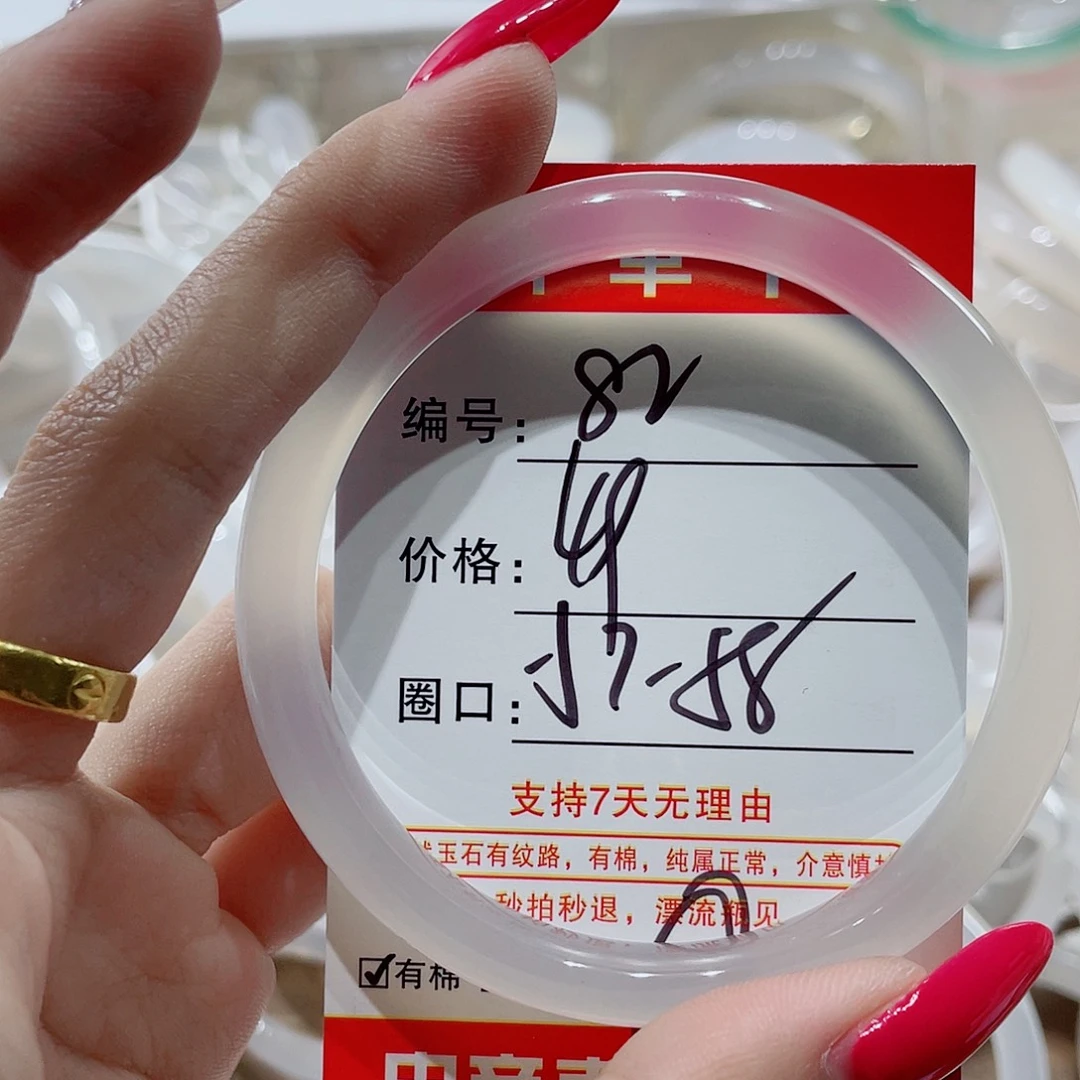 单
编号: 82
价格: 49
圈口: 57-58
支持7天无理由
玉石有纹路，有棉，纯属正常，介意慎
秒拍秒退，漂流瓶见
☑有棉